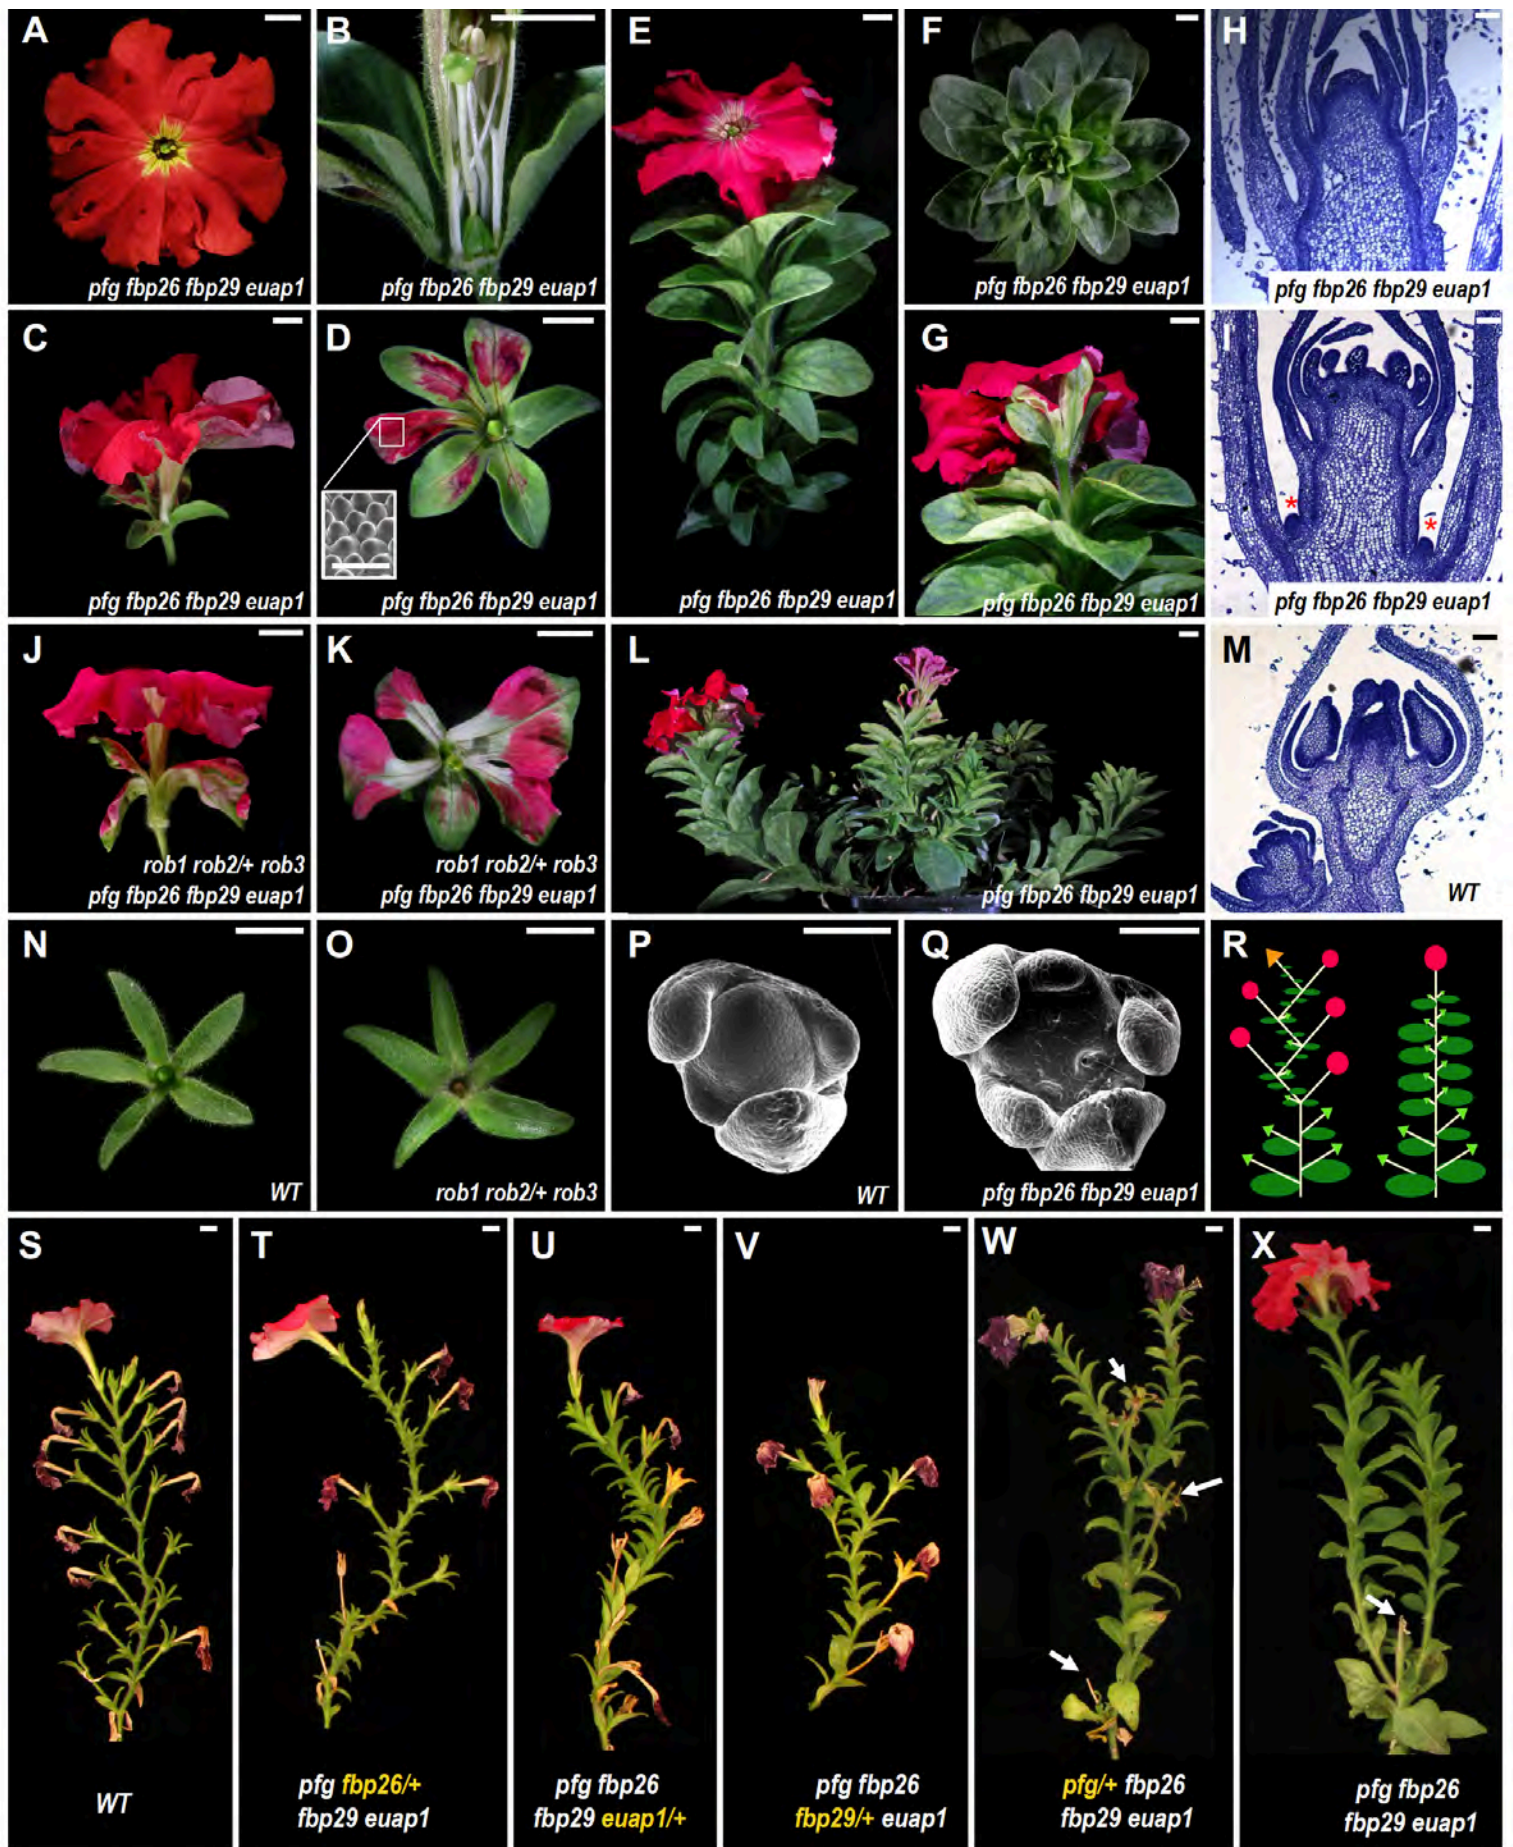 A
pfg fbp26 fbp29 euap1
B
pfg fbp26 fbp29 euap1
C
pfg fbp26 fbp29 euap1
D
pfg fbp26 fbp29 euap1
E
pfg fbp26 fbp29 euap1
F
pfg fbp26 fbp29 euap1
G
pfg fbp26 fbp29 euap1
H
pfg fbp26 fbp29 euap1
I
*
*
pfg fbp26 fbp29 euap1
J
rob1 rob2/+ rob3
pfg fbp26 fbp29 euap1
K
rob1 rob2/+ rob3
pfg fbp26 fbp29 euap1
L
pfg fbp26 fbp29 euap1
M
WT
N
WT
O
rob1 rob2/+ rob3
P
WT
Q
pfg fbp26 fbp29 euap1
R
S
WT
T
pfg fbp26/+
fbp29 euap1
U
pfg fbp26
fbp29 euap1/+
V
pfg fbp26
fbp29/+ euap1
W
pfg/+ fbp26
fbp29 euap1
X
pfg fbp26
fbp29 euap1